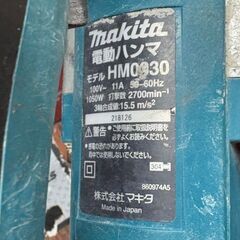 makita
電動ハンマ
モデル HM0930
100V~ 11A 50-60Hz
1050W 打撃数 2700min⁻¹
3軸合成値:15.5 m/s²
218126
警告
株式会社 マキタ
Made in Japan
860974A5